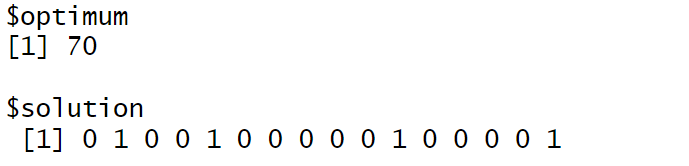 $optimum
[1] 70
$solution
[1] 0 1 0 0 1 0 0 0 0 0 1 0 0 0 0 1